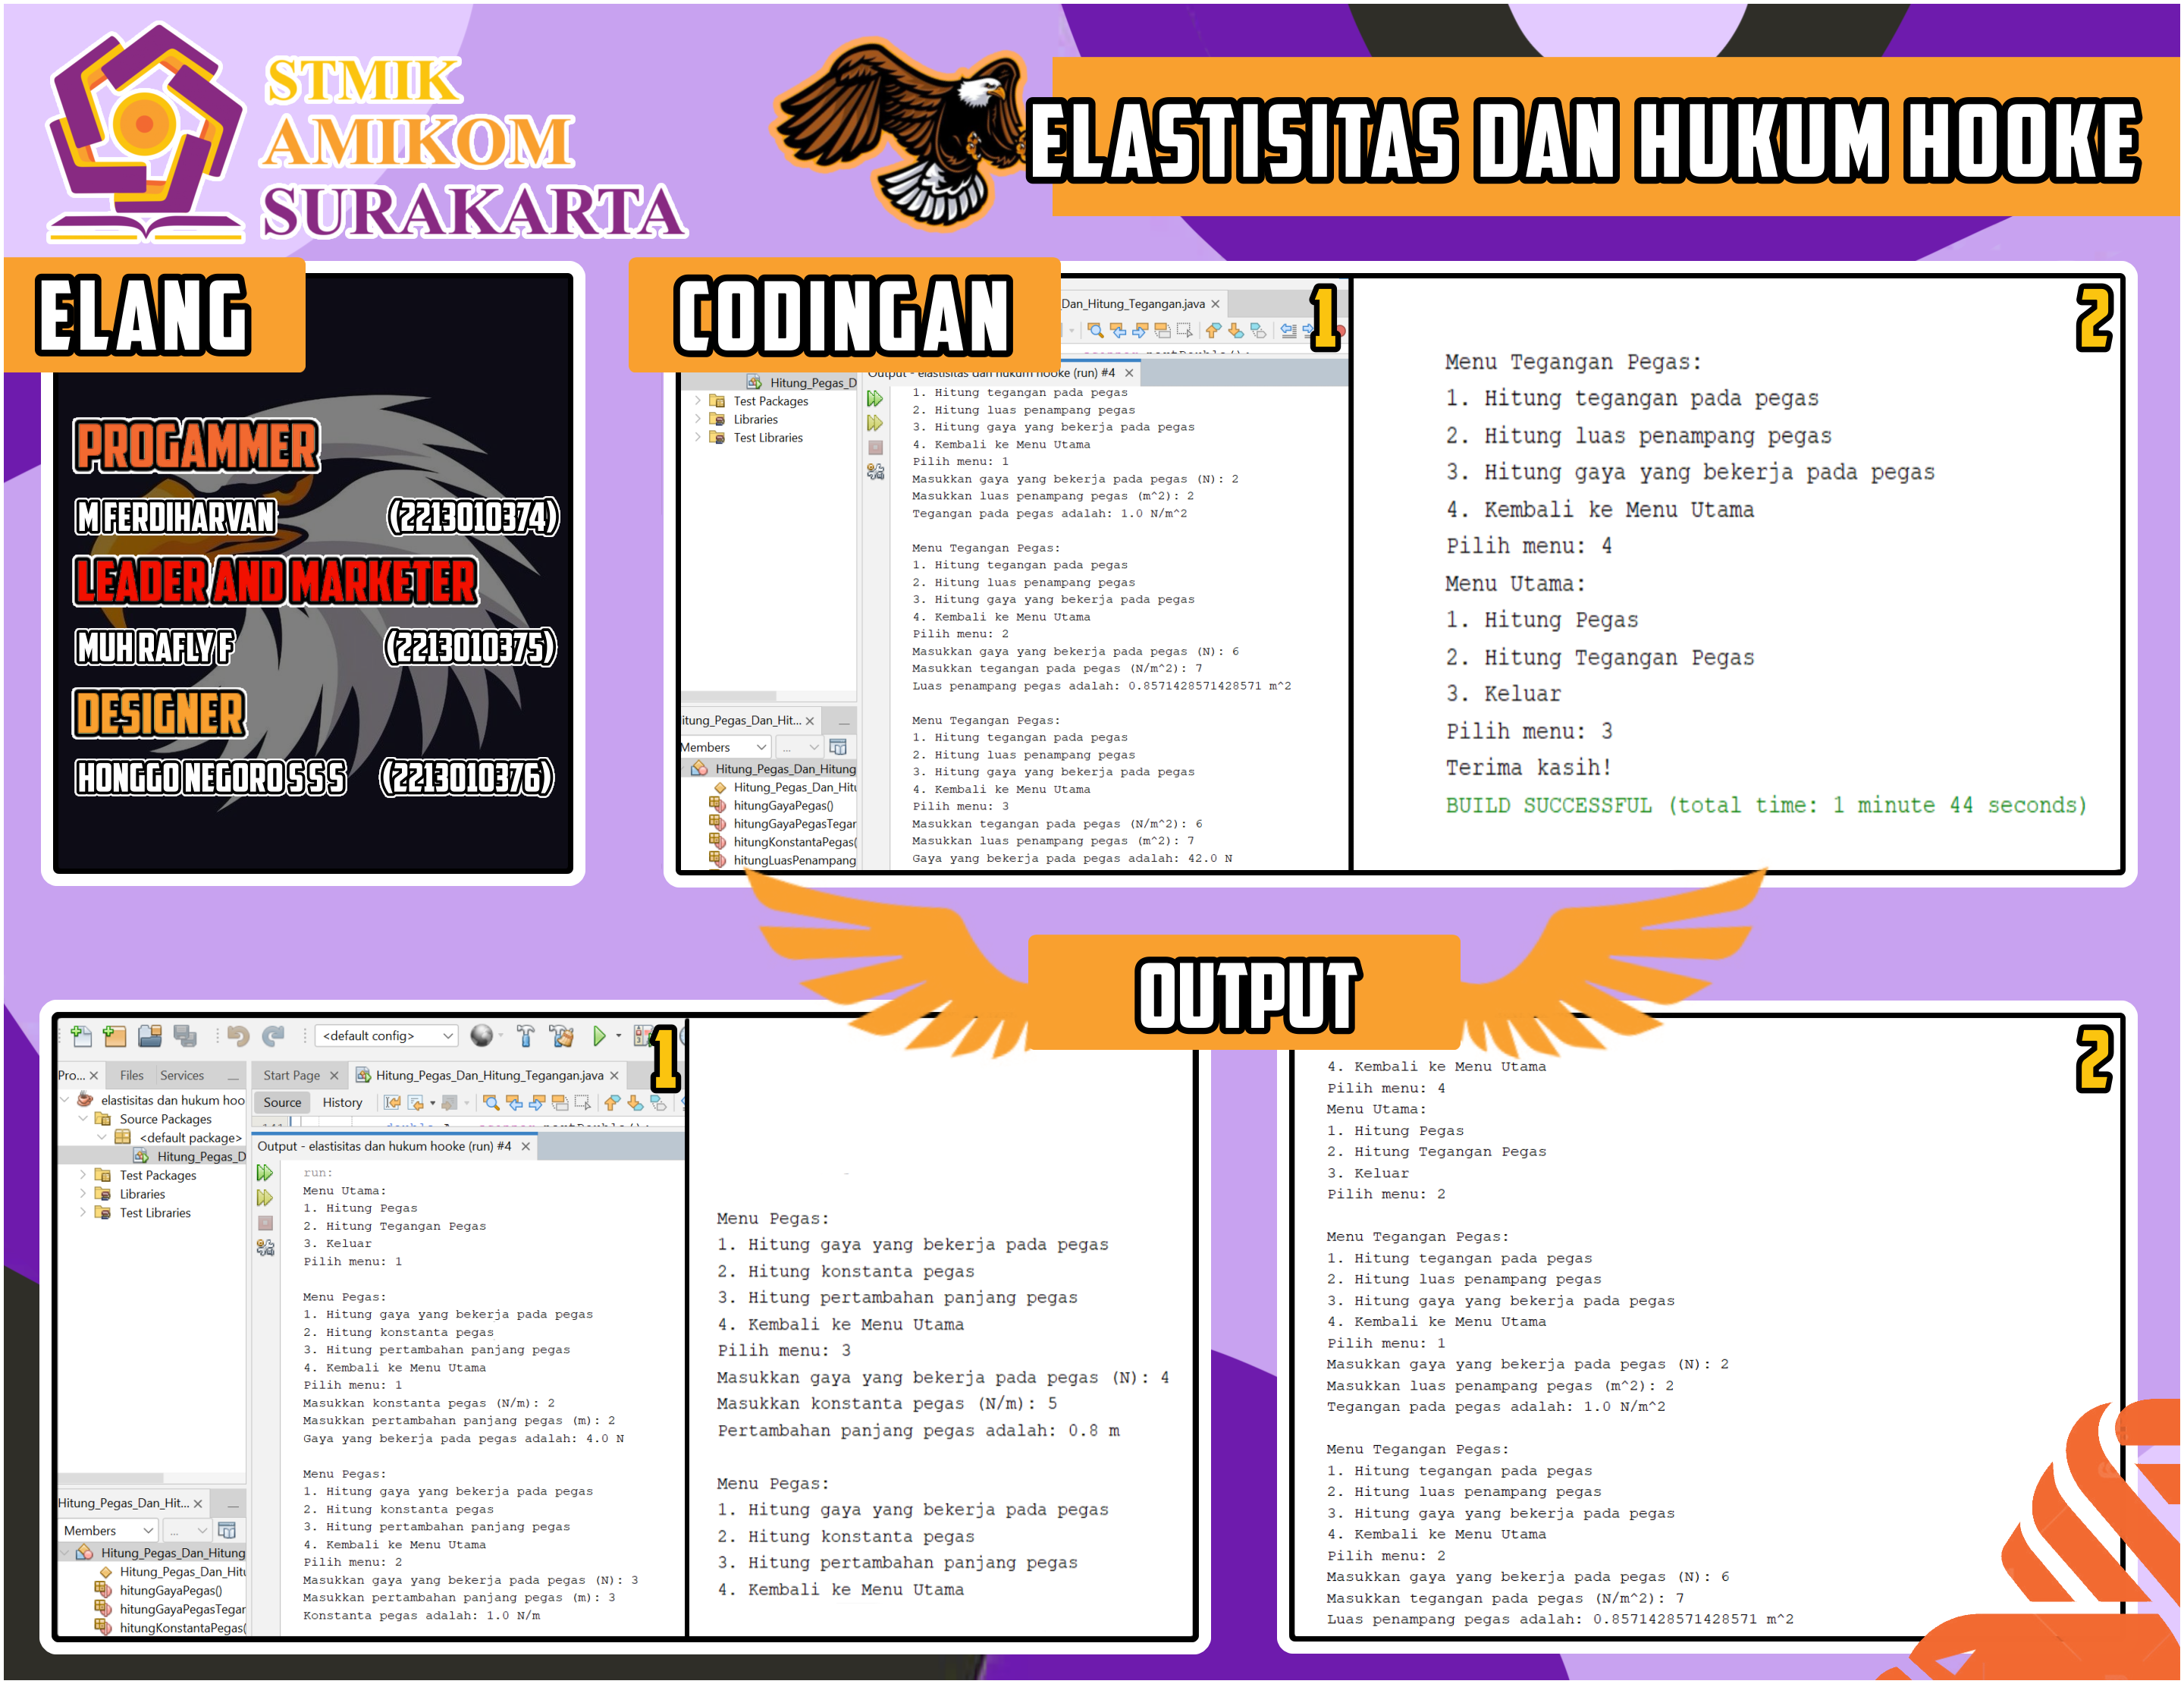 STMIK
AMIKOM
SURAKARTA
ELASTISITAS DAN HUKUM HOOKE
ELANG
PROGAMMER
M FERDIHARVAN (2213010374)
LEADER AND MARKETER
MUH RAFLY F (2213010375)
DESIGNER
HONGGO NEGORO S S S (2213010376)
CODINGAN
1
Dan_Hitung_Tegangan.java
Output - elastisitas dan hukum hooke (run) #4
Hitung_Pegas_D
Test Packages
Libraries
Test Libraries
itung_Pegas_Dan_Hit...
Members
...
Hitung_Pegas_Dan_Hitung
Hitung_Pegas_Dan_Hitu
hitungGayaPegas()
hitungGayaPegasTegar
hitungKonstantaPegas(
hitungLuasPenampang
1. Hitung tegangan pada pegas
2. Hitung luas penampang pegas
3. Hitung gaya yang bekerja pada pegas
4. Kembali ke Menu Utama
Pilih menu: 1
Masukkan gaya yang bekerja pada pegas (N): 2
Masukkan luas penampang pegas (m^2): 2
Tegangan pada pegas adalah: 1.0 N/m^2
Menu Tegangan Pegas:
1. Hitung tegangan pada pegas
2. Hitung luas penampang pegas
3. Hitung gaya yang bekerja pada pegas
4. Kembali ke Menu Utama
Pilih menu: 2
Masukkan gaya yang bekerja pada pegas (N): 6
Masukkan tegangan pada pegas (N/m^2): 7
Luas penampang pegas adalah: 0.8571428571428571 m^2
Menu Tegangan Pegas:
1. Hitung tegangan pada pegas
2. Hitung luas penampang pegas
3. Hitung gaya yang bekerja pada pegas
4. Kembali ke Menu Utama
Pilih menu: 3
Masukkan tegangan pada pegas (N/m^2): 6
Masukkan luas penampang pegas (m^2): 7
Gaya yang bekerja pada pegas adalah: 42.0 N
2
Menu Tegangan Pegas:
1. Hitung tegangan pada pegas
2. Hitung luas penampang pegas
3. Hitung gaya yang bekerja pada pegas
4. Kembali ke Menu Utama
Pilih menu: 4
Menu Utama:
1. Hitung Pegas
2. Hitung Tegangan Pegas
3. Keluar
Pilih menu: 3
Terima kasih!
BUILD SUCCESSFUL (total time: 1 minute 44 seconds)
OUTPUT
1
<default config>
Pro... Files Services
Start Page Hitung_Pegas_Dan_Hitung_Tegangan.java
Source History
elastisitas dan hukum hoo
Source Packages
<default package>
Hitung_Pegas_D
Test Packages
Libraries
Test Libraries
Hitung_Pegas_Dan_Hit...
Members
...
Hitung_Pegas_Dan_Hitung
Hitung_Pegas_Dan_Hitu
hitungGayaPegas()
hitungGayaPegasTegar
hitungKonstantaPegas(
Output - elastisitas dan hukum hooke (run) #4
run:
Menu Utama:
1. Hitung Pegas
2. Hitung Tegangan Pegas
3. Keluar
Pilih menu: 1
Menu Pegas:
1. Hitung gaya yang bekerja pada pegas
2. Hitung konstanta pegas
3. Hitung pertambahan panjang pegas
4. Kembali ke Menu Utama
Pilih menu: 1
Masukkan konstanta pegas (N/m): 2
Masukkan pertambahan panjang pegas (m): 2
Gaya yang bekerja pada pegas adalah: 4.0 N
Menu Pegas:
1. Hitung gaya yang bekerja pada pegas
2. Hitung konstanta pegas
3. Hitung pertambahan panjang pegas
4. Kembali ke Menu Utama
Pilih menu: 2
Masukkan gaya yang bekerja pada pegas (N): 3
Masukkan pertambahan panjang pegas (m): 3
Konstanta pegas adalah: 1.0 N/m
Menu Pegas:
1. Hitung gaya yang bekerja pada pegas
2. Hitung konstanta pegas
3. Hitung pertambahan panjang pegas
4. Kembali ke Menu Utama
Pilih menu: 3
Masukkan gaya yang bekerja pada pegas (N): 4
Masukkan konstanta pegas (N/m): 5
Pertambahan panjang pegas adalah: 0.8 m
Menu Pegas:
1. Hitung gaya yang bekerja pada pegas
2. Hitung konstanta pegas
3. Hitung pertambahan panjang pegas
4. Kembali ke Menu Utama
2
4. Kembali ke Menu Utama
Pilih menu: 4
Menu Utama:
1. Hitung Pegas
2. Hitung Tegangan Pegas
3. Keluar
Pilih menu: 2
Menu Tegangan Pegas:
1. Hitung tegangan pada pegas
2. Hitung luas penampang pegas
3. Hitung gaya yang bekerja pada pegas
4. Kembali ke Menu Utama
Pilih menu: 1
Masukkan gaya yang bekerja pada pegas (N): 2
Masukkan luas penampang pegas (m^2): 2
Tegangan pada pegas adalah: 1.0 N/m^2
Menu Tegangan Pegas:
1. Hitung tegangan pada pegas
2. Hitung luas penampang pegas
3. Hitung gaya yang bekerja pada pegas
4. Kembali ke Menu Utama
Pilih menu: 2
Masukkan gaya yang bekerja pada pegas (N): 6
Masukkan tegangan pada pegas (N/m^2): 7
Luas penampang pegas adalah: 0.8571428571428571 m^2